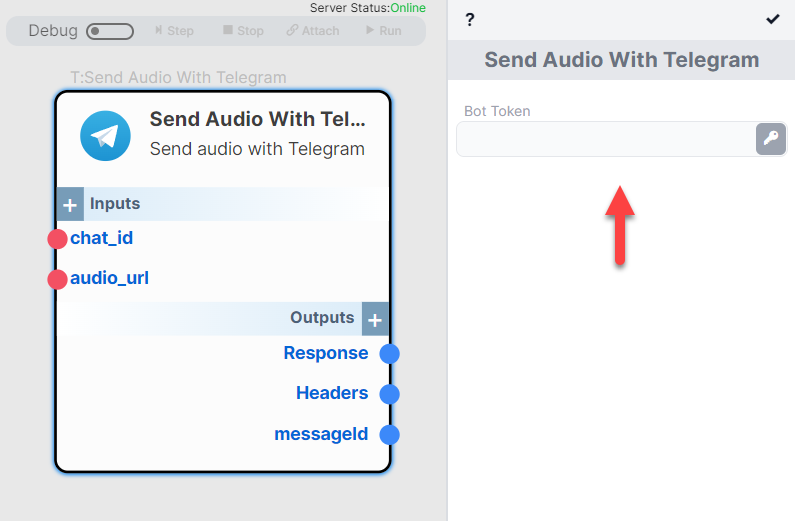 Server Status:Online
Debug
Step
Stop
Attach
Run
T:Send Audio With Telegram
Send Audio With Tel...
Send audio with Telegram
+ Inputs
chat_id
audio_url
Outputs +
Response
Headers
messageId
?
Send Audio With Telegram
Bot Token